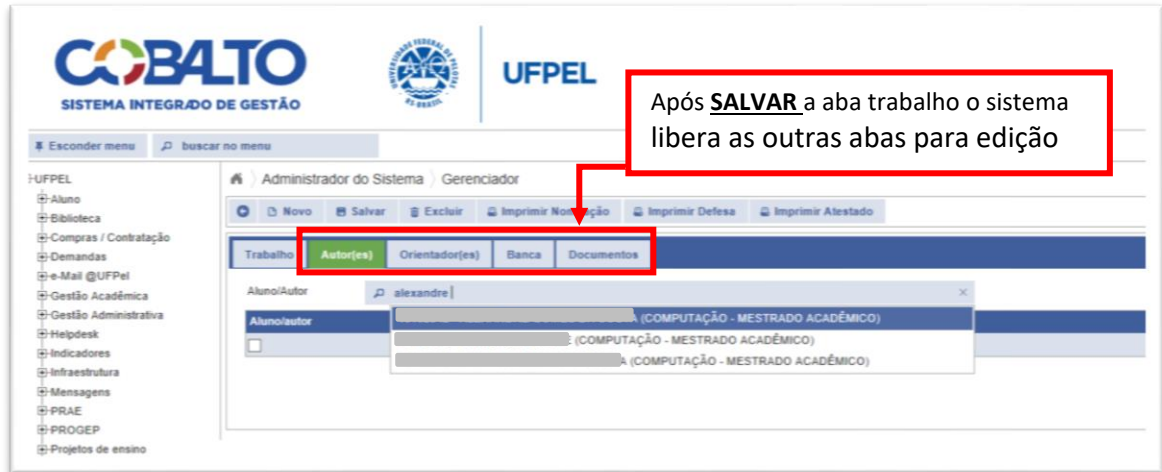 COBALTO
SISTEMA INTEGRADO DE GESTÃO
UFPEL
Após SALVAR a aba trabalho o sistema
libera as outras abas para edição
Esconder menu buscar no menu
UFPEL
Aluno
Biblioteca
Compras / Contratação
Demandas
e-Mail @UFPel
Gestão Acadêmica
Gestão Administrativa
Helpdesk
Indicadores
Infraestrutura
Mensagens
PRAE
PROGEP
Projetos de ensino
Administrador do Sistema Gerenciador
Novo Salvar Excluir Imprimir Imprimir Defesa Imprimir Atestado
Trabalho Autor(es) Orientador(es) Banca Documentos
Aluno/Autor alexandre
Aluno/autor
(COMPUTAÇÃO - MESTRADO ACADÊMICO)
(COMPUTAÇÃO - MESTRADO ACADÊMICO)
(COMPUTAÇÃO - MESTRADO ACADÊMICO)